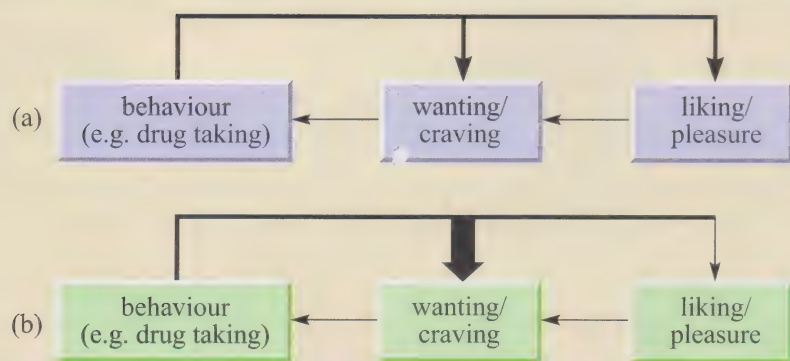 (a)
behaviour
(e.g. drug taking)
wanting/
craving
liking/
pleasure
(b)
behaviour
(e.g. drug taking)
wanting/
craving
liking/
pleasure